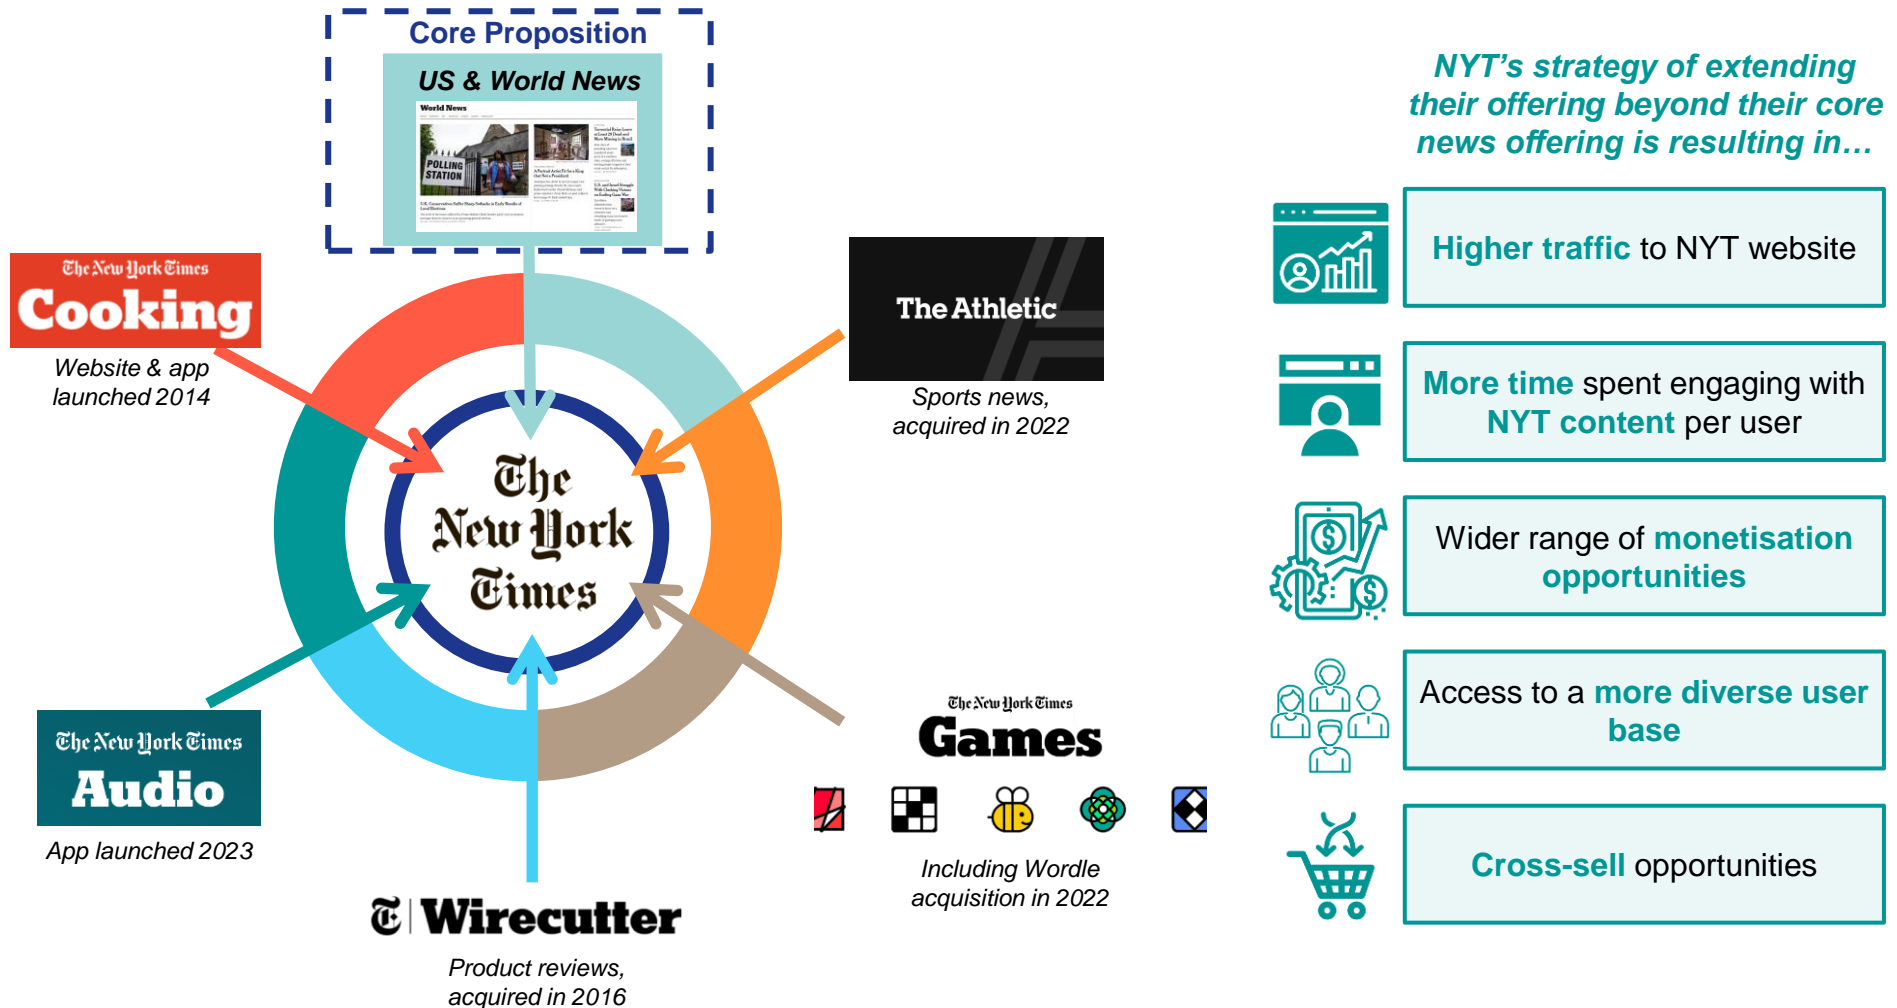 Core Proposition
US & World News
World News
POLLING
STATION
The New York Times
Cooking
Website & app
launched 2014
The Athletic
Sports news,
acquired in 2022
The
New York
Times
The New York Times
Audio
App launched 2023
The New York Times
Games
Including Wordle
acquisition in 2022
T | Wirecutter
Product reviews,
acquired in 2016
NYT’s strategy of extending
their offering beyond their core
news offering is resulting in…
Higher traffic to NYT website
More time spent engaging with
NYT content per user
Wider range of monetisation
opportunities
Access to a more diverse user
base
Cross-sell opportunities